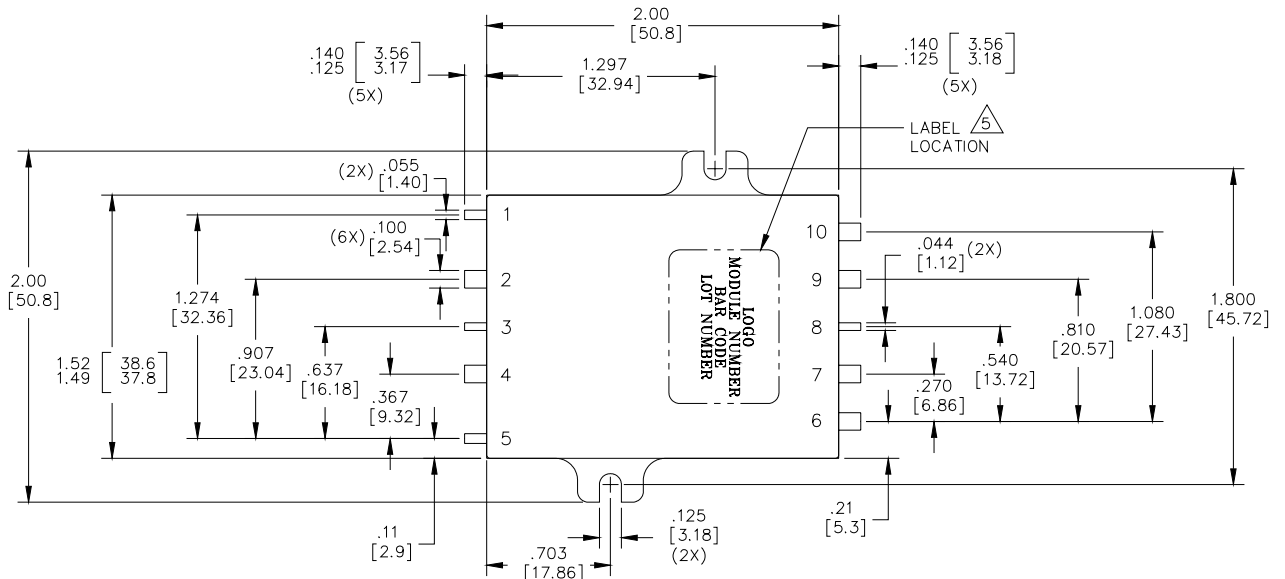 2.00
[50.8]
.140 [ 3.56
.125 3.17 ]
(5X)
1.297
[32.94]
.140 [ 3.56
.125 3.18 ]
(5X)
LABEL 5
LOCATION
(2X) .055
[1.40]
(6X) .100
[2.54]
2.00
[50.8]
1.274
[32.36]
1.52 [ 38.6
1.49 37.8 ]
.907
[23.04]
.637
[16.18]
.367
[9.32]
1
2
3
4
5
LOGO
MODULE NUMBER
BAR CODE
LOT NUMBER
10
9
8
7
6
.044 (2X)
[1.12]
.270
[6.86]
.540
[13.72]
.810
[20.57]
1.080
[27.43]
1.800
[45.72]
.11
[2.9]
.703
[17.86]
.125
[3.18]
(2X)
.21
[5.3]